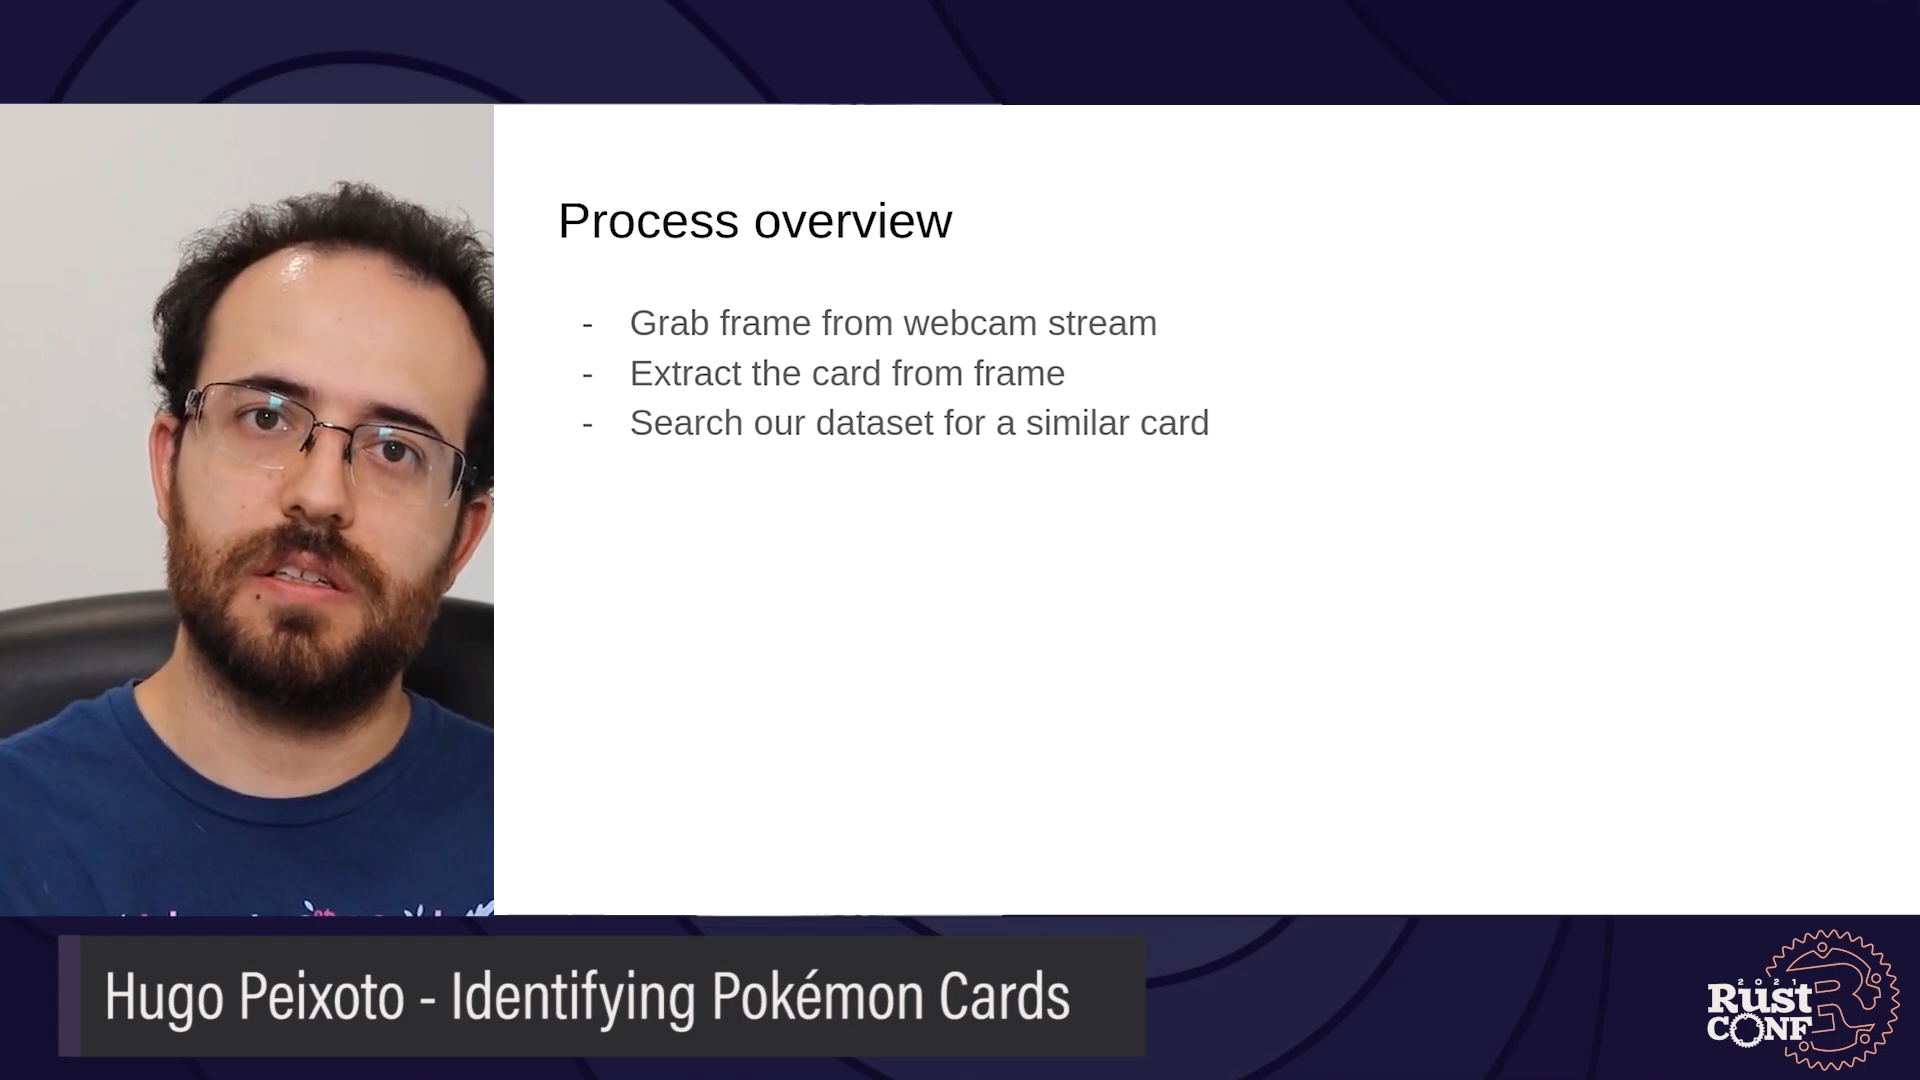 Process overview
- Grab frame from webcam stream
- Extract the card from frame
- Search our dataset for a similar card
Hugo Peixoto - Identifying Pokémon Cards
2021
Rust
CONF